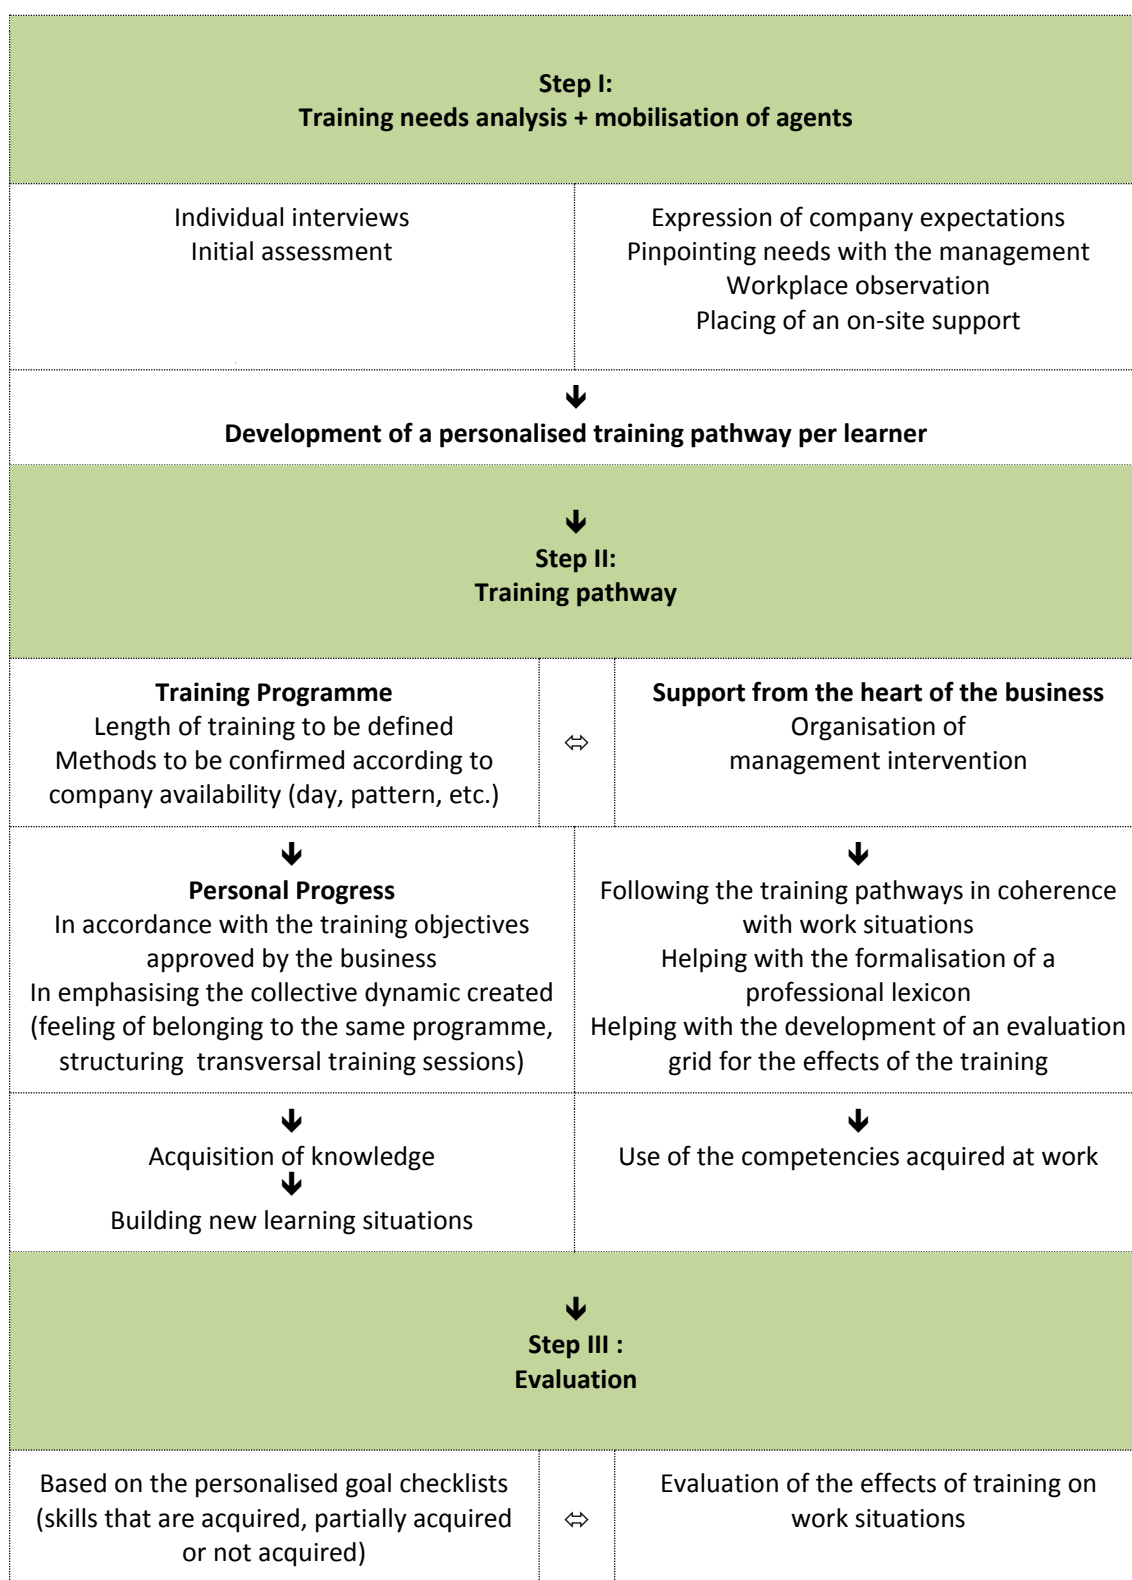 Step I:
Training needs analysis + mobilisation of agents
Individual interviews
Initial assessment
Expression of company expectations
Pinpointing needs with the management
Workplace observation
Placing of an on-site support
🡻
Development of a personalised training pathway per learner
🡻
Step II:
Training pathway
Training Programme
Length of training to be defined
Methods to be confirmed according to
company availability (day, pattern, etc.)
⬄
Support from the heart of the business
Organisation of
management intervention
🡻
Personal Progress
In accordance with the training objectives
approved by the business
In emphasising the collective dynamic created
(feeling of belonging to the same programme,
structuring  transversal training sessions)
🡻
Following the training pathways in coherence
with work situations
Helping with the formalisation of a
professional lexicon
Helping with the development of an evaluation
grid for the effects of the training
🡻
Acquisition of knowledge
🡻
Building new learning situations
🡻
Use of the competencies acquired at work
🡻
Step III :
Evaluation
Based on the personalised goal checklists
(skills that are acquired, partially acquired
or not acquired)
⬄
Evaluation of the effects of training on
work situations